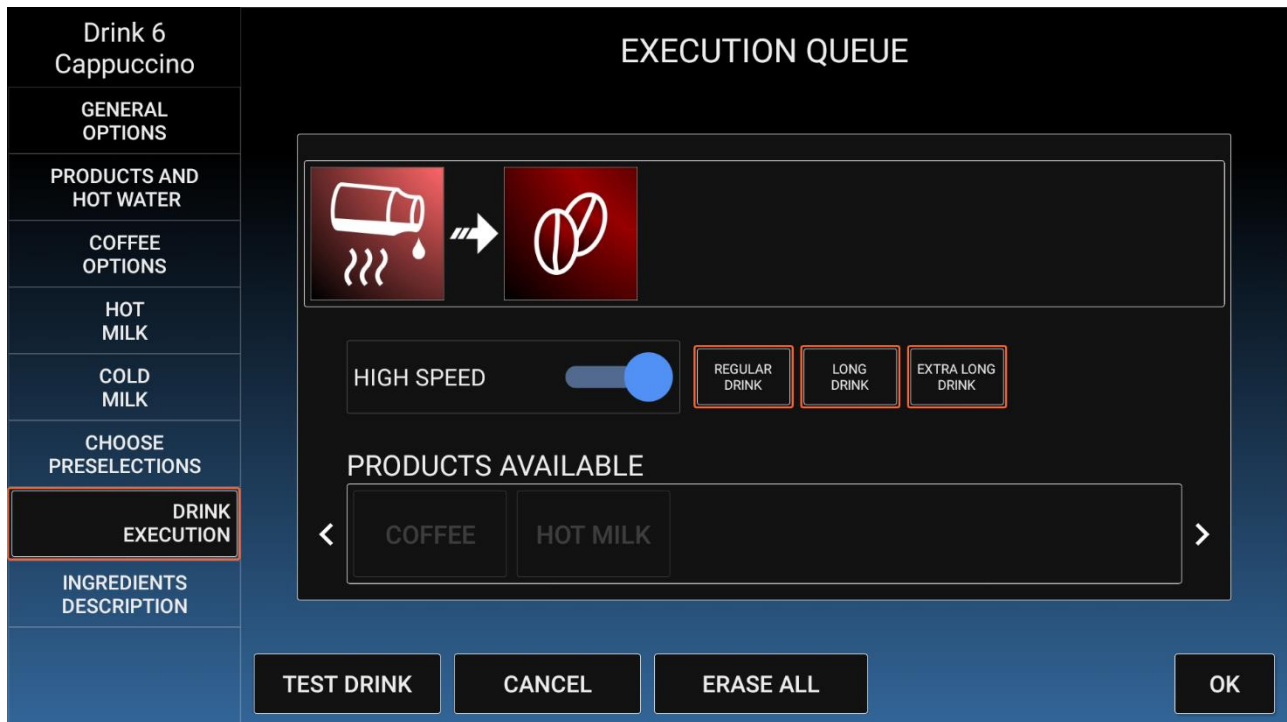 Drink 6
Cappuccino
EXECUTION QUEUE
GENERAL
OPTIONS
PRODUCTS AND
HOT WATER
COFFEE
OPTIONS
HOT
MILK
COLD
MILK
CHOOSE
PRESELECTIONS
DRINK
EXECUTION
INGREDIENTS
DESCRIPTION
HIGH SPEED
REGULAR
DRINK
LONG
DRINK
EXTRA LONG
DRINK
PRODUCTS AVAILABLE
COFFEE
HOT MILK
TEST DRINK
CANCEL
ERASE ALL
OK